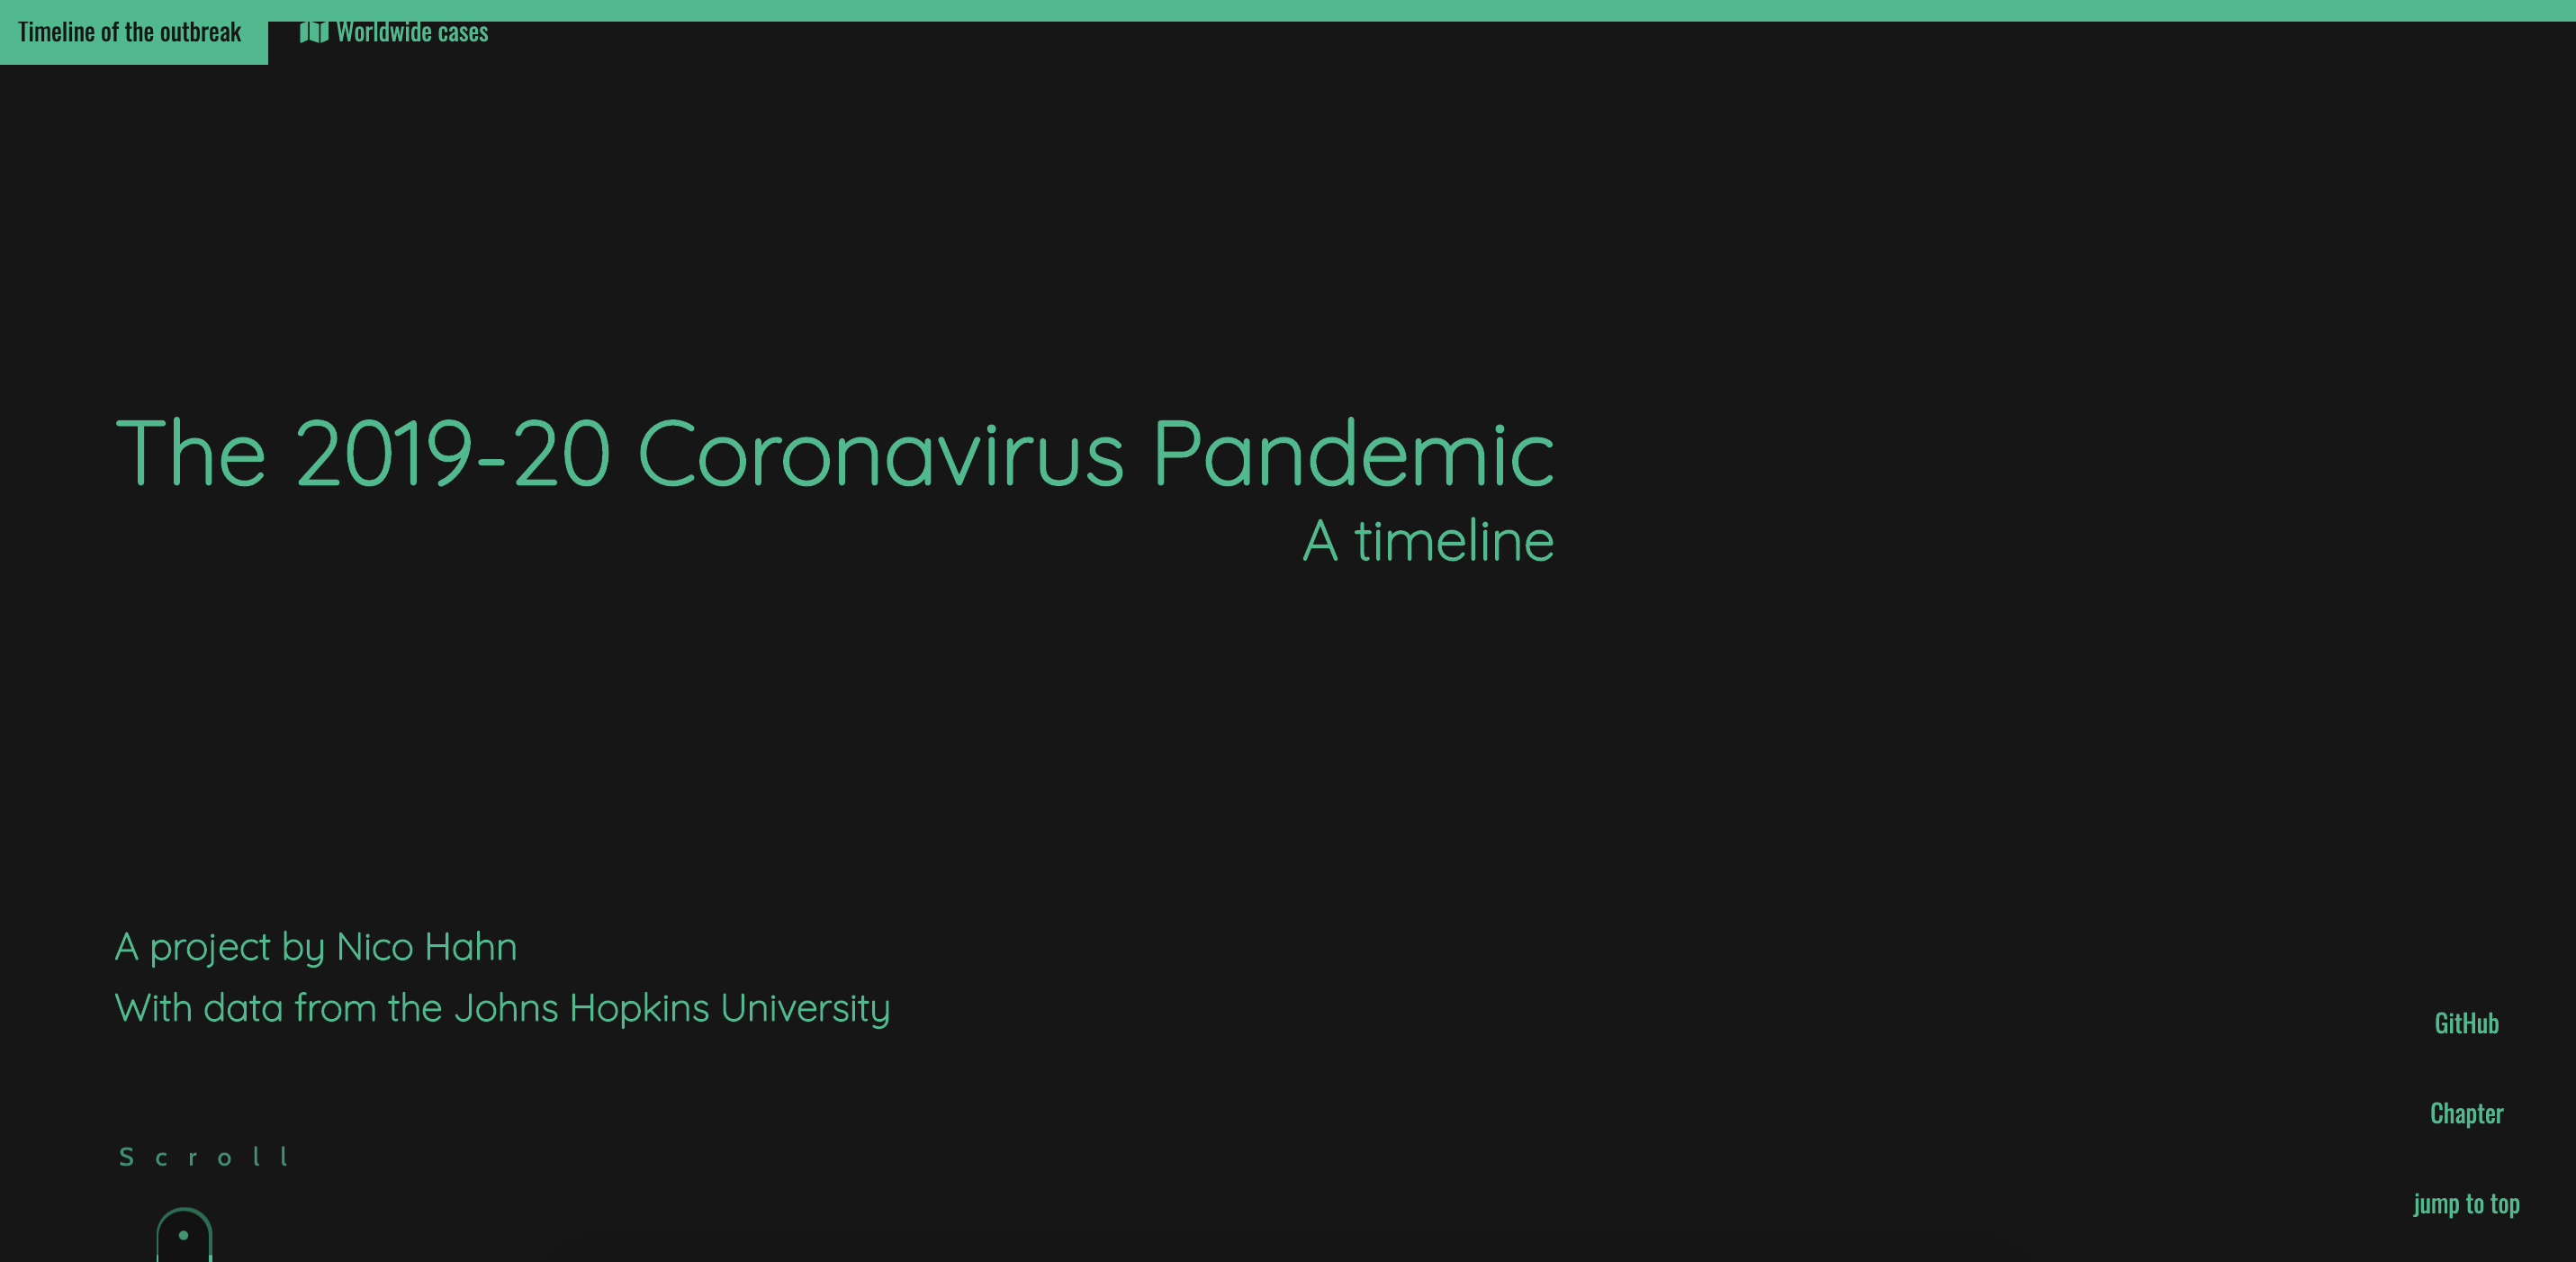 Timeline of the outbreak Worldwide cases
The 2019-20 Coronavirus Pandemic
A timeline
A project by Nico Hahn
With data from the Johns Hopkins University
GitHub
Chapter
Scroll
jump to top